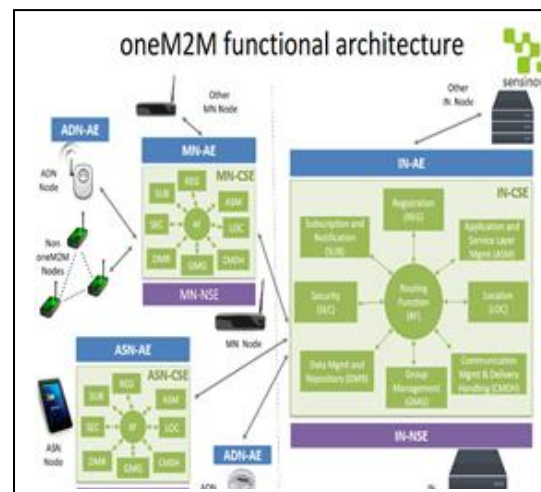 oneM2M functional architecture
sensinov
Other
MN Node
Other
IN Node
ADN-AE
ADN
Node
Non
oneM2M
Nodes
MN-AE
MN-CSE
SUB
REG
ASM
SEC
RF
LOC
DMR
GMG
CMDH
MN-NSE
MN Node
IN-AE
IN-CSE
Registration
(REG)
Subscription and
Notification
(SUB)
Application and
Service Layer
Mgmt (ASM)
Security
(SEC)
Routing
Function
(RF)
Location
(LOC)
Data Mgmt and
Repository (DMR)
Group
Management
(GMG)
Communication
Mgmt & Delivery
Handling (CMDH)
IN-NSE
IN
ASN-AE
ASN-CSE
SUB
REG
ASM
SEC
RF
LOC
DMR
GMG
CMDH
ASN
Node
ADN-AE
ADN